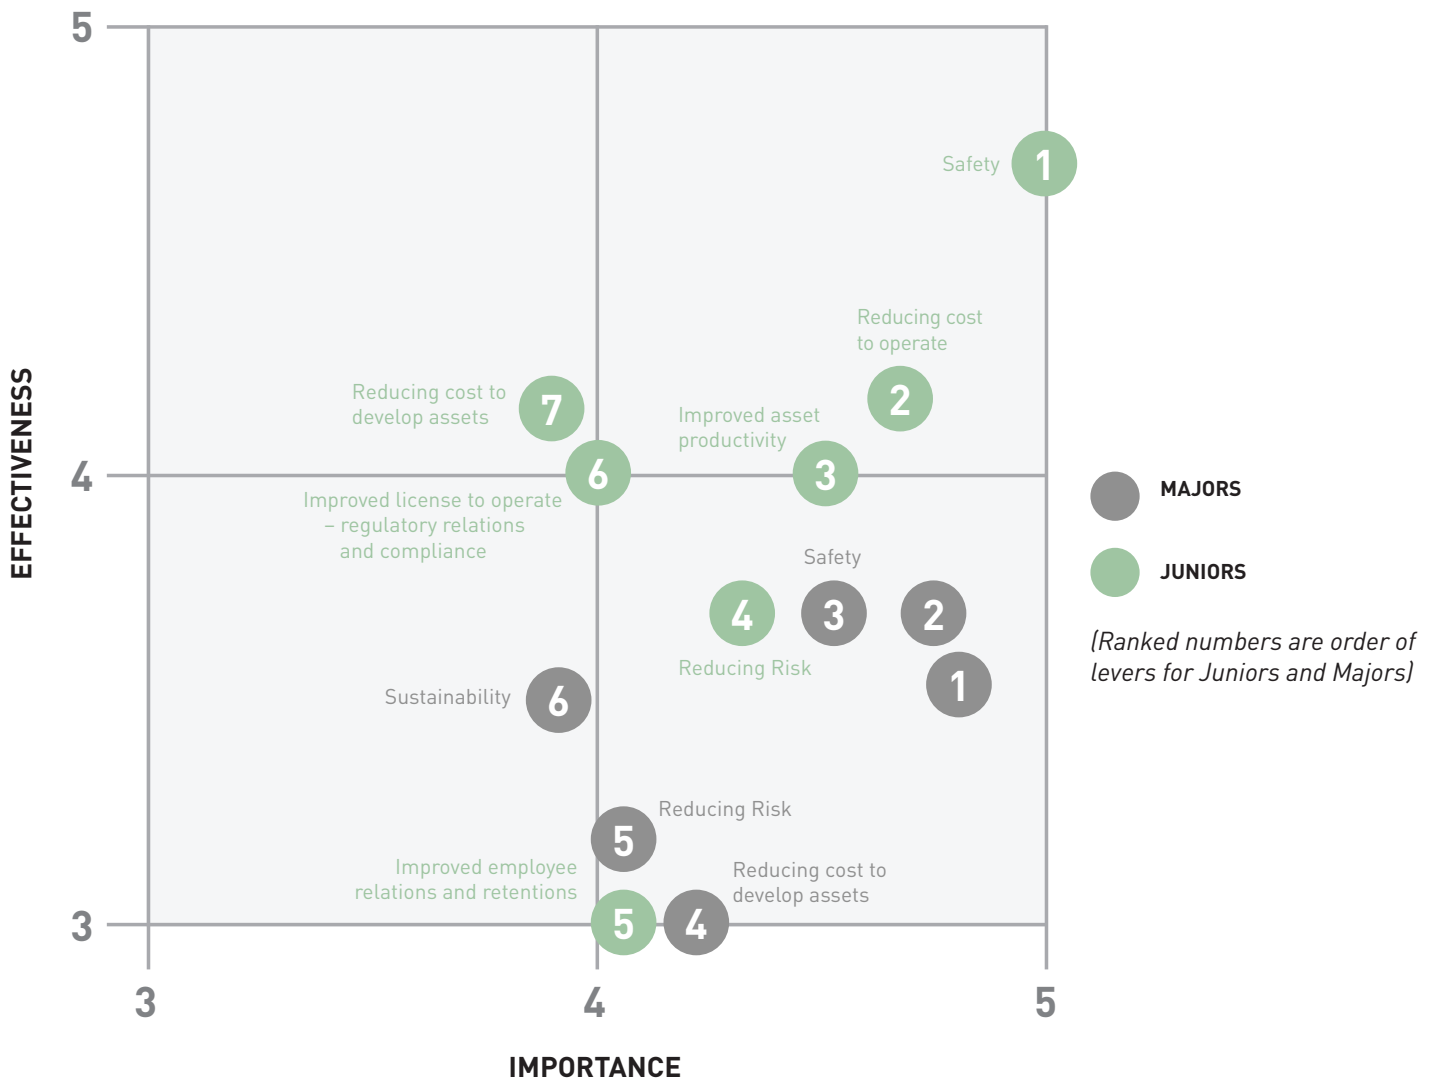 5
Safety
1
Reducing cost
to operate
2
Reducing cost to
develop assets
7
Improved asset
productivity
3
6
4
Improved license to operate
– regulatory relations
and compliance
EFFECTIVENESS
MAJORS
JUNIORS
(Ranked numbers are order of
levers for Juniors and Majors)
Safety
4
3
2
Reducing Risk
1
Sustainability
6
Reducing Risk
5
Improved employee
relations and retentions
Reducing cost to
develop assets
5
4
3
3
4
5
IMPORTANCE